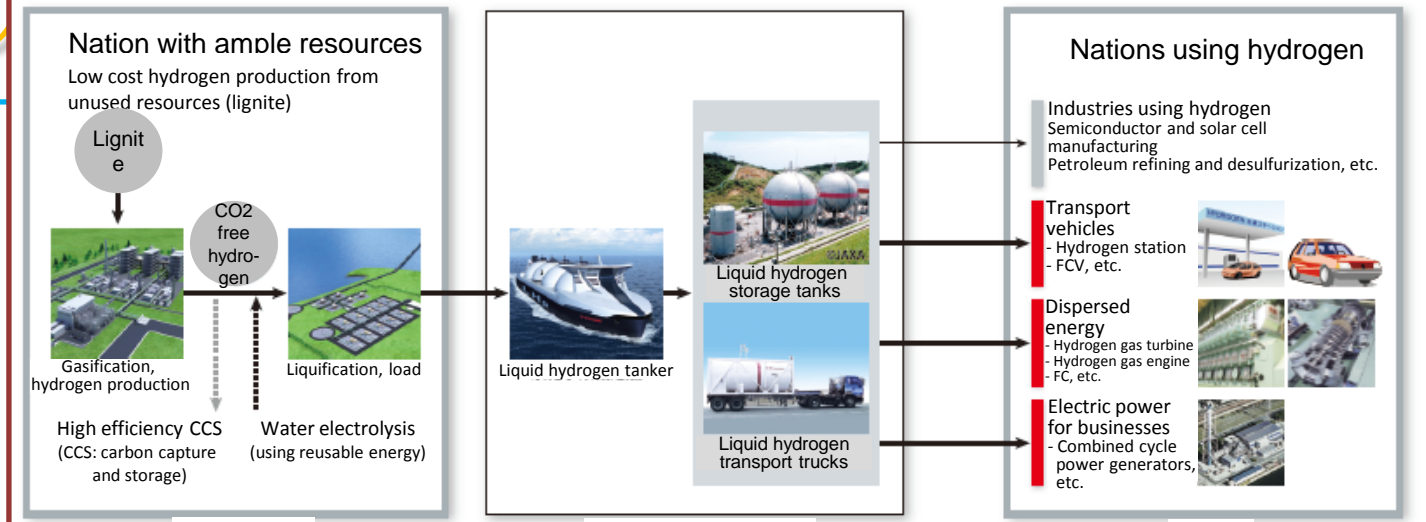 Nation with ample resources
Low cost hydrogen production from
unused resources (lignite)
Lignit
e
CO2
free
hydro-
gen
Gasification,
hydrogen production
Liquification, load
High efficiency CCS
(CCS: carbon capture
and storage)
Water electrolysis
(using reusable energy)
Liquid hydrogen tanker
©JAXA
Liquid hydrogen
storage tanks
Liquid hydrogen
transport trucks
Nations using hydrogen
Industries using hydrogen
Semiconductor and solar cell
manufacturing
Petroleum refining and desulfurization, etc.
Transport
vehicles
- Hydrogen station
- FCV, etc.
HYDROGEN
Dispersed
energy
- Hydrogen gas turbine
- Hydrogen gas engine
- FC, etc.
Electric power
for businesses
- Combined cycle
power generators,
etc.